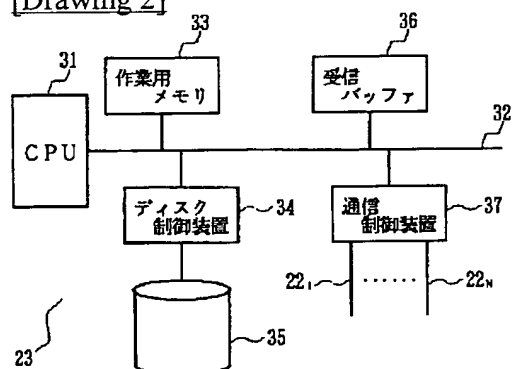 [Drawing 2]
33
36
31
作業用
メモリ
受信
バッファ
32
CPU
ディスク
制御装置
34
通信
制御装置
37
22₁ ‥‥‥ 22N
35
23